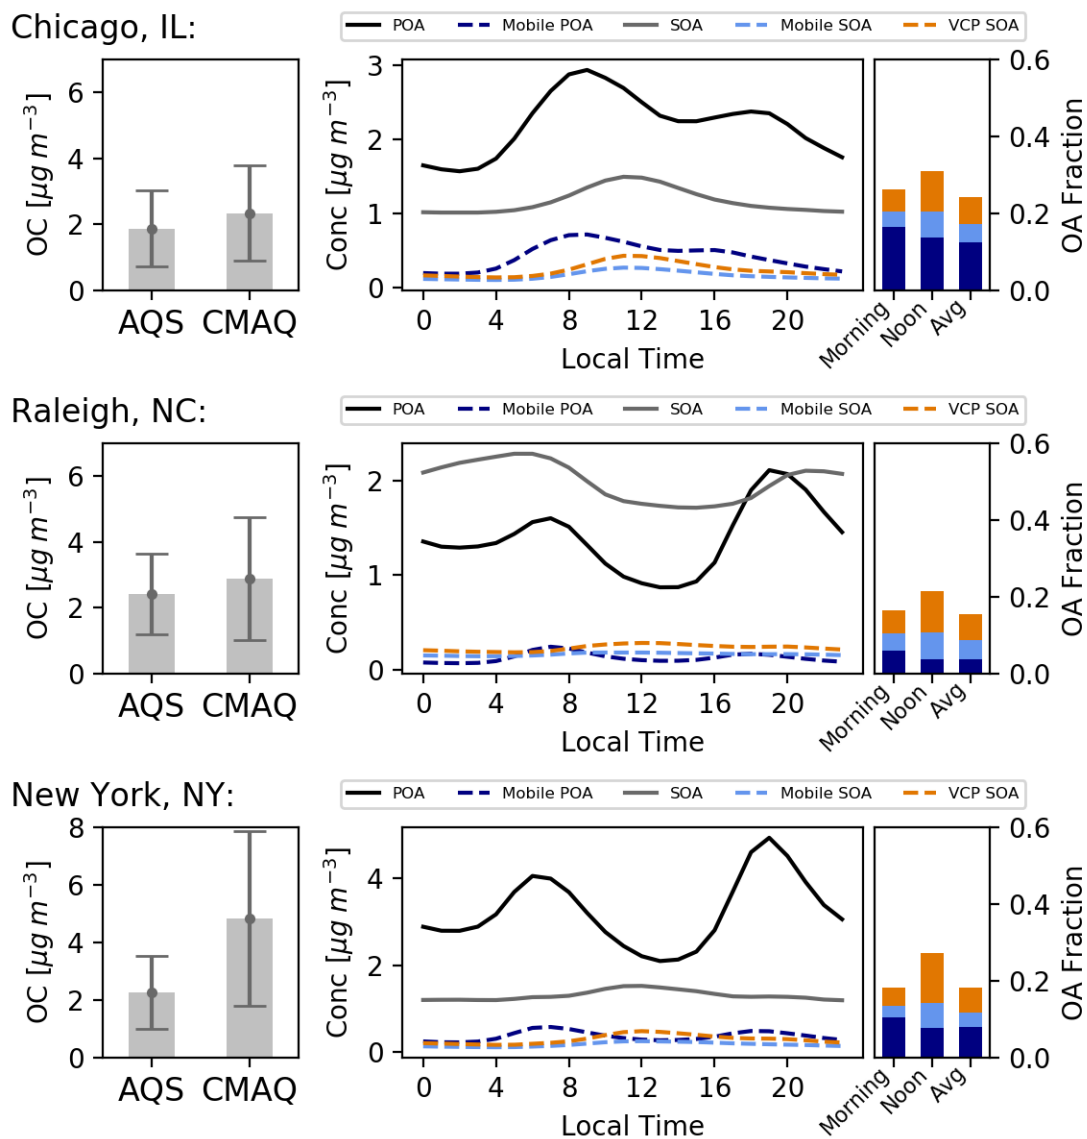 Chicago, IL:
POA Mobile POA SOA Mobile SOA VCP SOA
OC [μg m⁻³]
6
4
2
0
AQS CMAQ
Conc [μg m⁻³]
3
2
1
0
0 4 8 12 16 20
Local Time
0.6
0.4
0.2
0.0
OA Fraction
Morning
Noon
Avg
Raleigh, NC:
POA Mobile POA SOA Mobile SOA VCP SOA
OC [μg m⁻³]
6
4
2
0
AQS CMAQ
Conc [μg m⁻³]
2
1
0
0 4 8 12 16 20
Local Time
0.6
0.4
0.2
0.0
OA Fraction
Morning
Noon
Avg
New York, NY:
POA Mobile POA SOA Mobile SOA VCP SOA
OC [μg m⁻³]
8
6
4
2
0
AQS CMAQ
Conc [μg m⁻³]
4
2
0
0 4 8 12 16 20
Local Time
0.6
0.4
0.2
0.0
OA Fraction
Morning
Noon
Avg